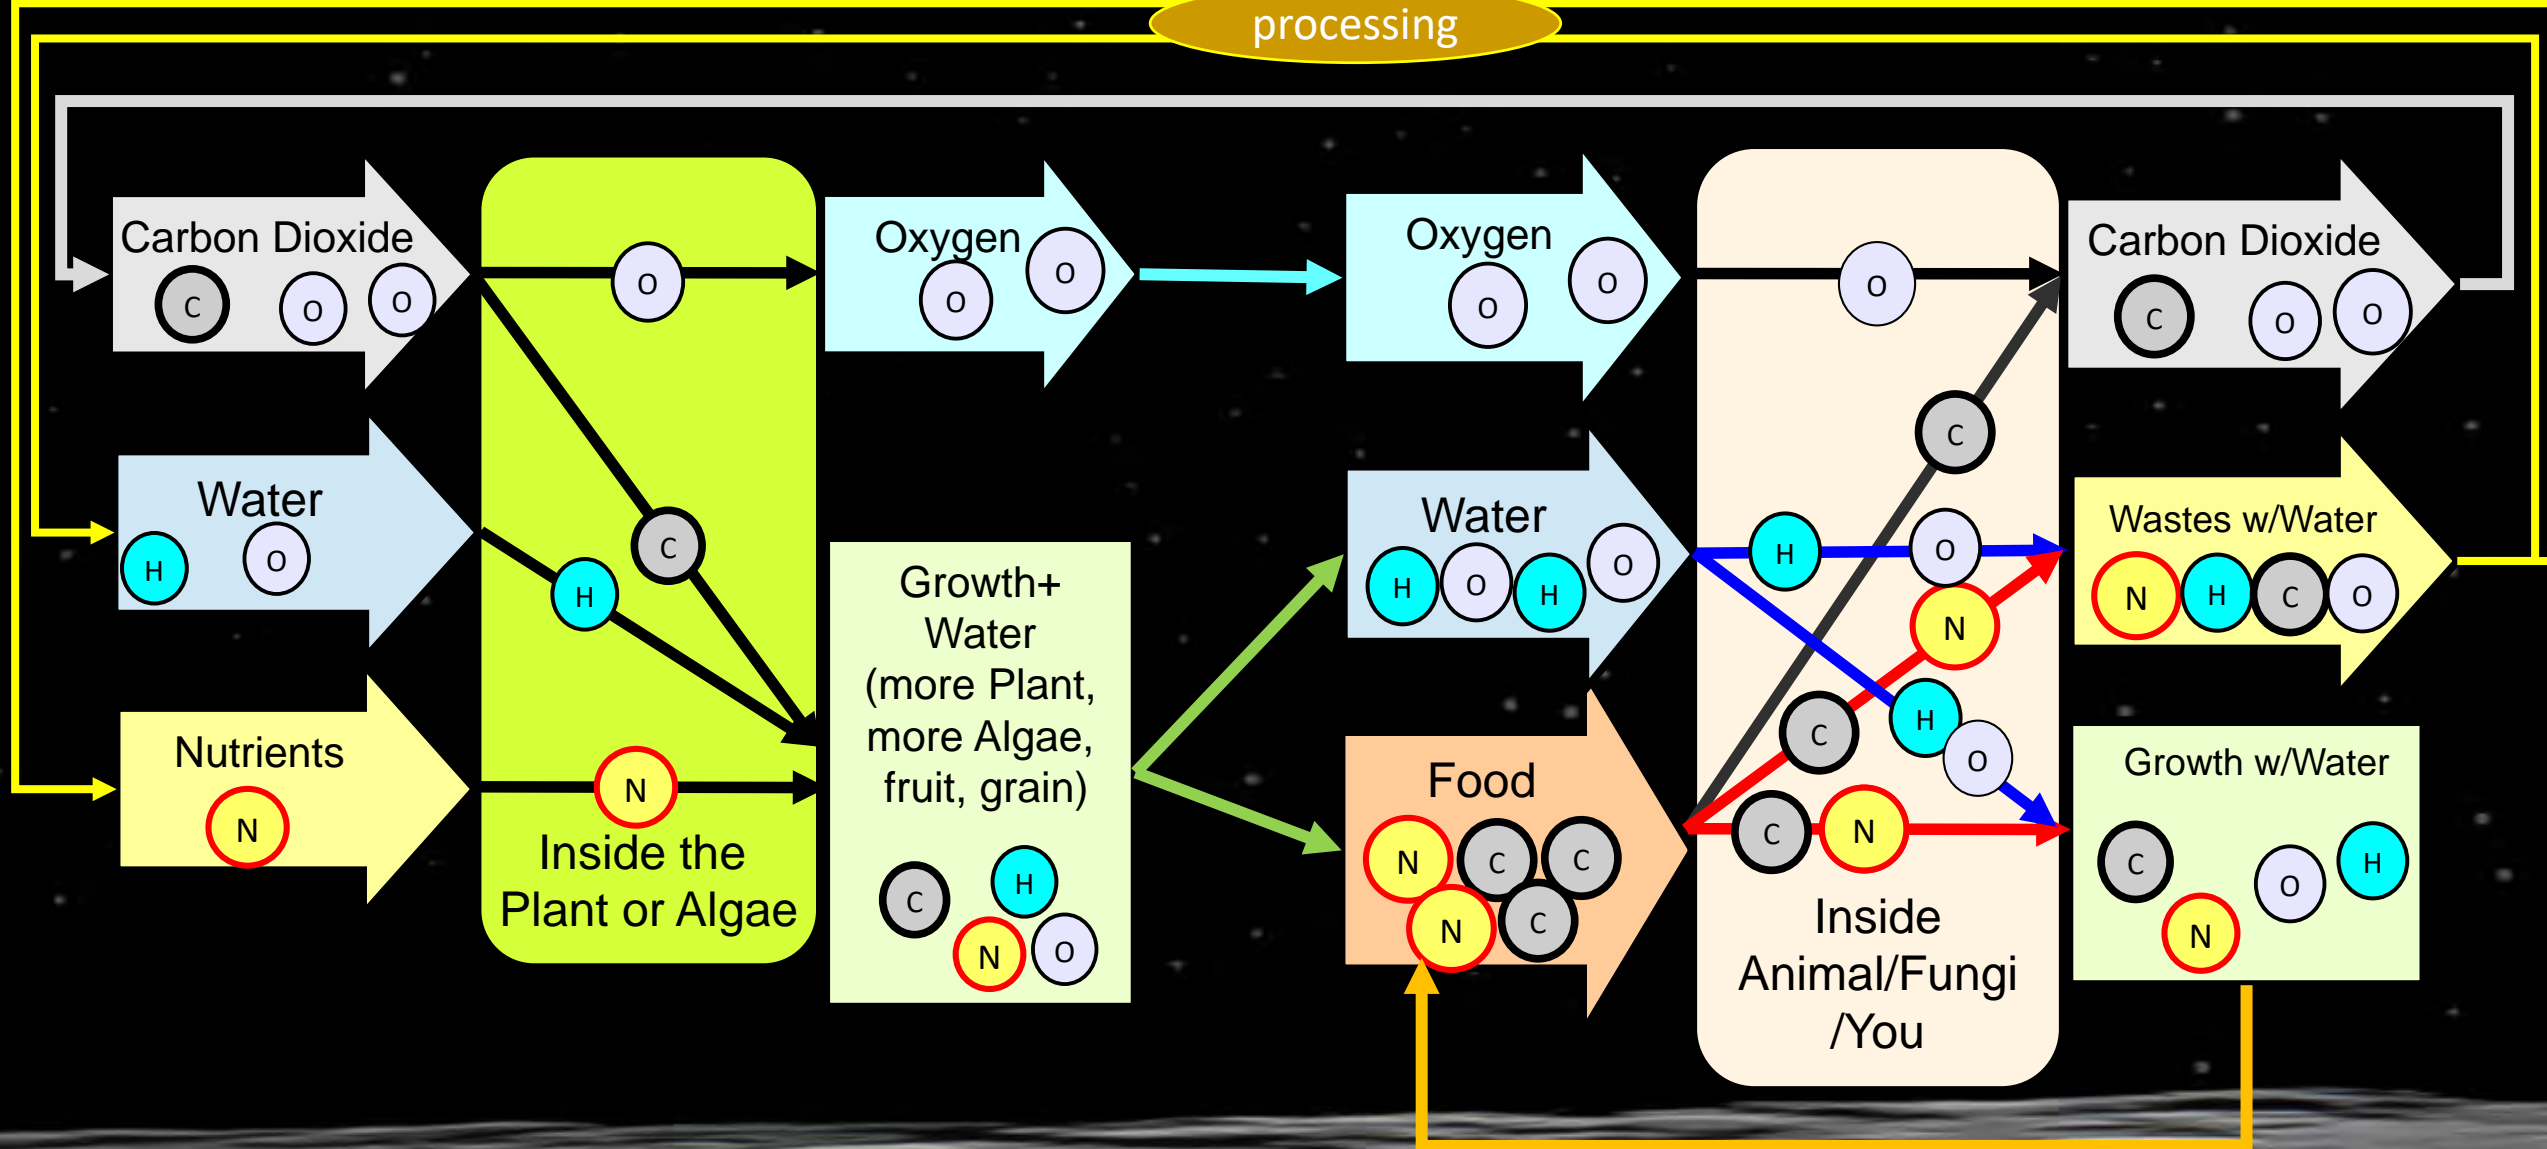 processing
Carbon Dioxide
C O O
Water
H O
Nutrients
N
O
C
H
N
Inside the
Plant or Algae
Oxygen
O O
Growth+
Water
(more Plant,
more Algae,
fruit, grain)
C H
N O
Oxygen
O O
Water
H O H O
Food
N C C
N C
O
C
H O
N
C H
O
C N
Inside
Animal/Fungi
/You
Carbon Dioxide
C O O
Wastes w/Water
N H C O
Growth w/Water
C O H
N